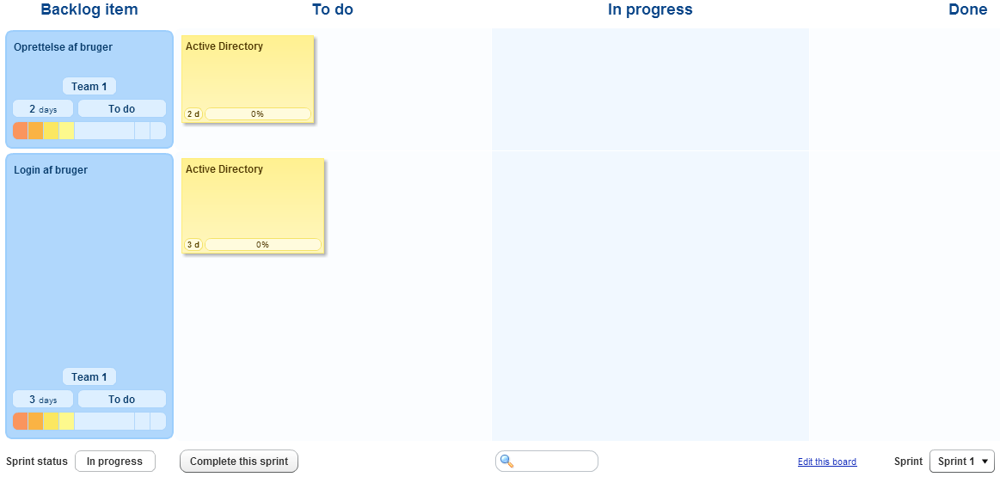 Backlog item
To do
In progress
Done
Oprettelse af bruger
Team 1
2 days
To do
Active Directory
2 d
0%
Login af bruger
Team 1
3 days
To do
Active Directory
3 d
0%
Sprint status
In progress
Complete this sprint
Edit this board
Sprint
Sprint 1